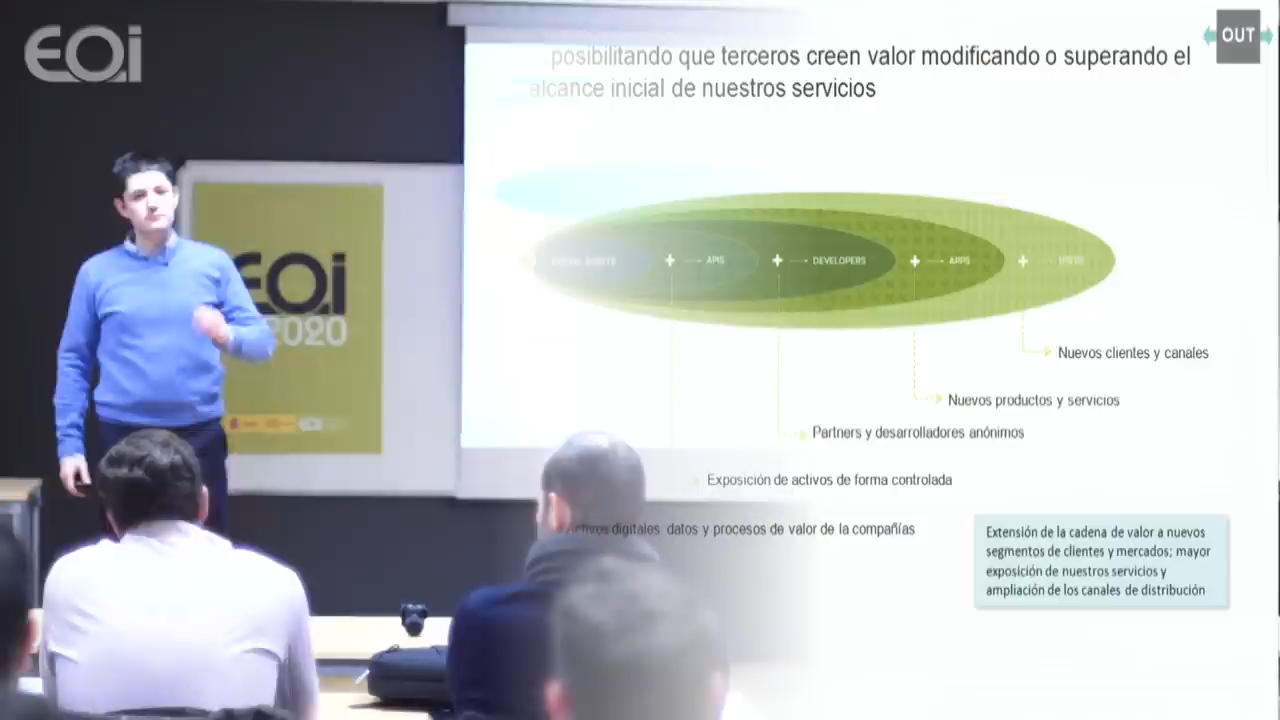 EOi
OUT
posibilitando que terceros creen valor modificando o superando el
alcance inicial de nuestros servicios
EOi
2020
APIS
DEVELOPERS
APPS
Nuevos clientes y canales
Nuevos productos y servicios
Partners y desarrolladores anónimos
Exposición de activos de forma controlada
Activos digitales datos y procesos de valor de la compañías
Extensión de la cadena de valor a nuevos
segmentos de clientes y mercados; mayor
exposición de nuestros servicios y
ampliación de los canales de distribución